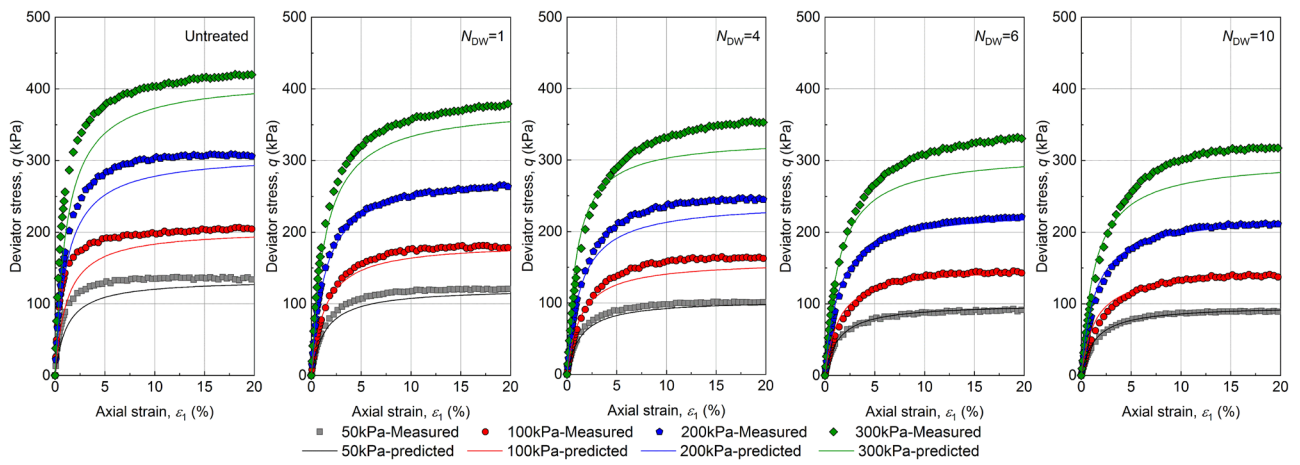 Untreated
500
400
300
200
100
0
Deviator stress, q (kPa)
0 5 10 15 20
Axial strain, ε1 (%)
NDW=1
500
400
300
200
100
0
Deviator stress, q (kPa)
0 5 10 15 20
Axial strain, ε1 (%)
NDW=4
500
400
300
200
100
0
Deviator stress, q (kPa)
0 5 10 15 20
Axial strain, ε1 (%)
NDW=6
500
400
300
200
100
0
Deviator stress, q (kPa)
0 5 10 15 20
Axial strain, ε1 (%)
NDW=10
500
400
300
200
100
0
Deviator stress, q (kPa)
0 5 10 15 20
Axial strain, ε1 (%)
50kPa-Measured 100kPa-Measured 200kPa-Measured 300kPa-Measured
50kPa-predicted 100kPa-predicted 200kPa-predicted 300kPa-predicted